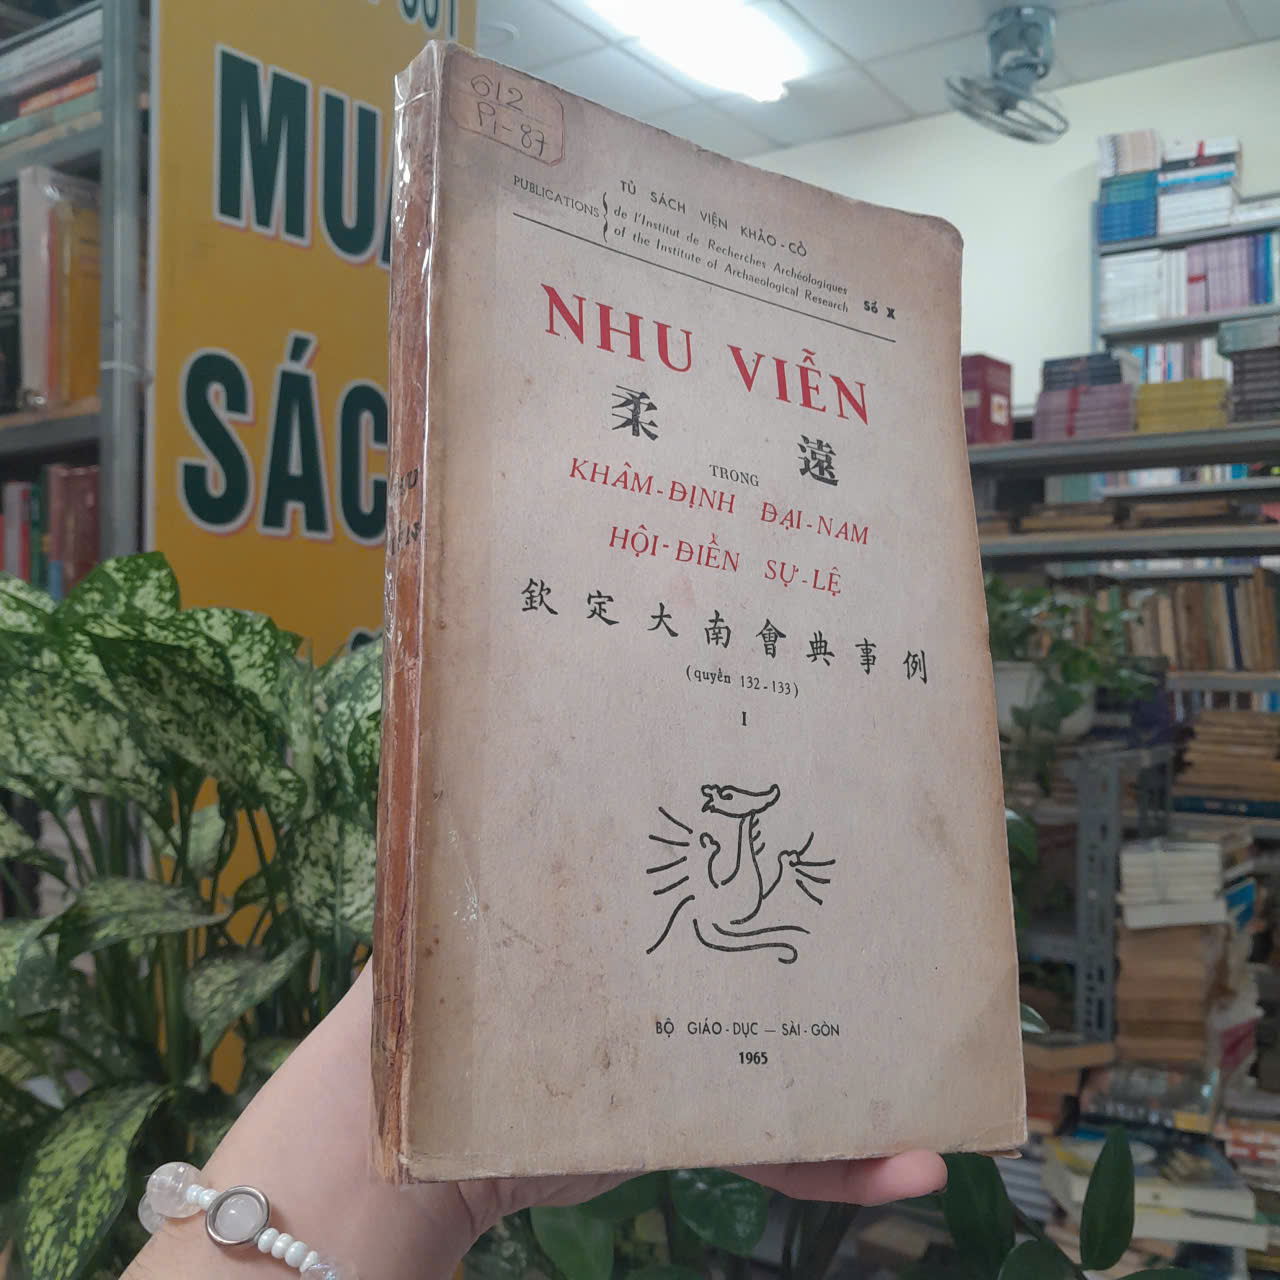 MUA
SÁC
612
Pi-87
TỦ SÁCH VIỆN KHẢO-CỔ
PUBLICATIONS
de l'Institut de Recherches Archéologiques
of the Institute of Archaeological Research
Số X
NHU VIỄN
柔 遠
TRONG
KHÂM-ĐỊNH ĐẠI-NAM
HỘI-ĐIỂN SỰ-LỆ
欽定大南會典事例
(quyển 132-133)
I
BỘ GIÁO-DỤC — SÀI-GÒN
1965